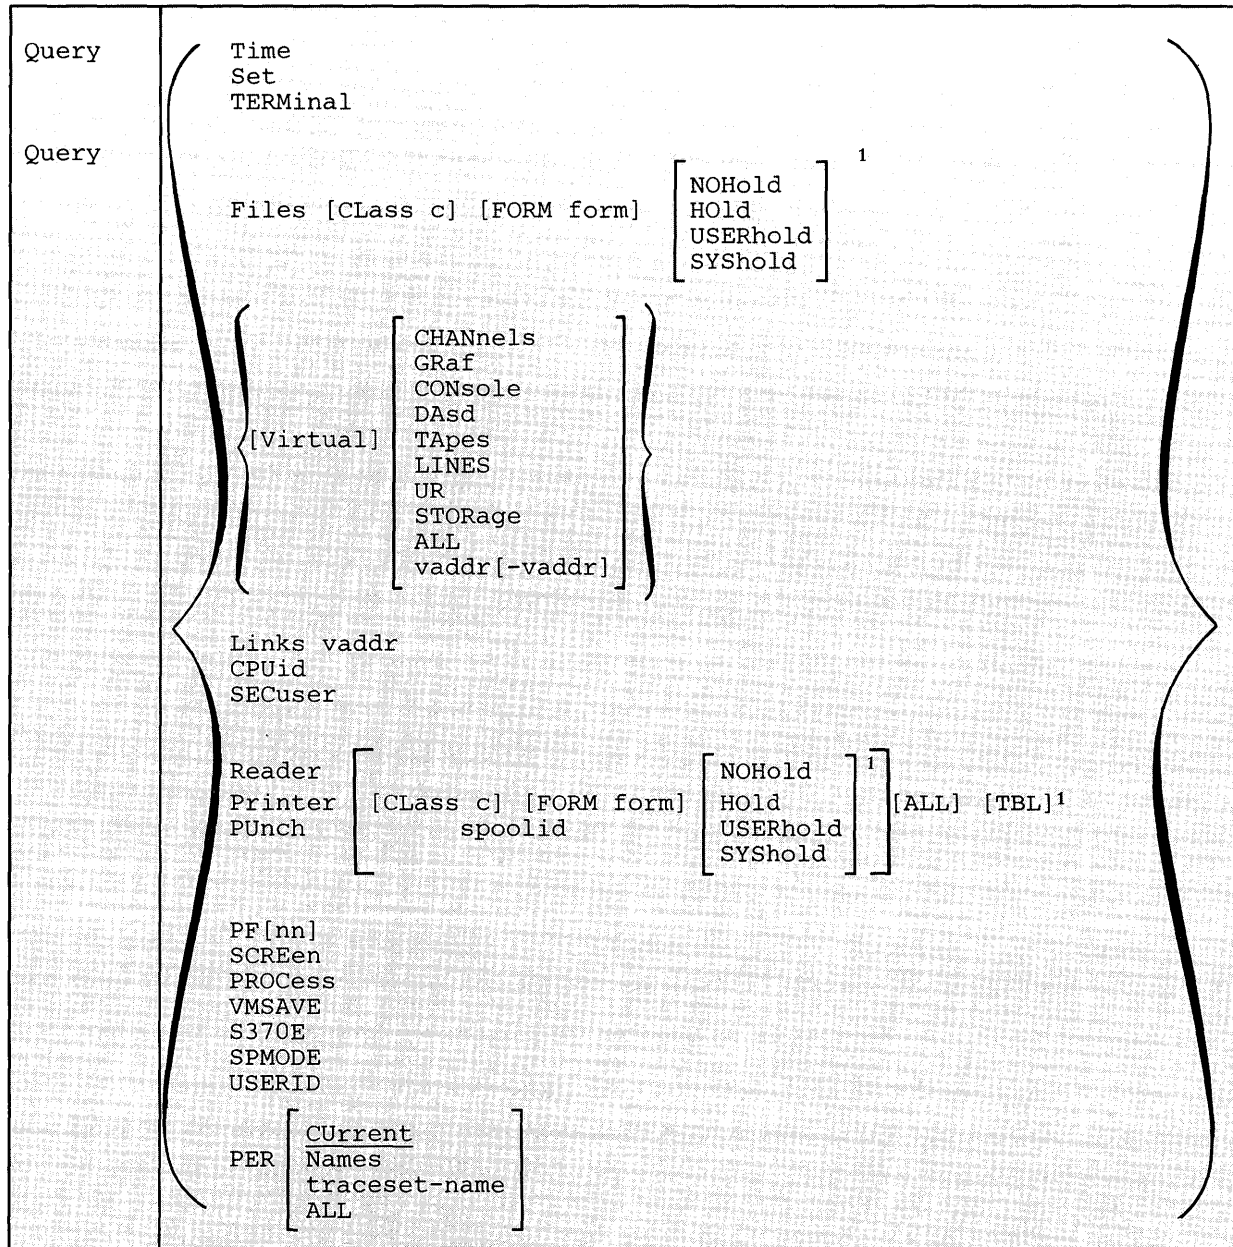 Query Time
Set
TERMinal
Query
NOHold 1
Files [CLass c] [FORM form] HOld
USERhold
SYShold
CHANnels
GRaf
CONsole
DAsd
[Virtual] TApes
LINES
UR
STORage
ALL
vaddr[-vaddr]
Links vaddr
CPUid
SECuser
Reader NOHold 1
Printer [CLass c] [FORM form] HOld [ALL] [TBL]1
PUnch spoolid USERhold
SYShold
PF[nn]
SCREen
PROCess
VMSAVE
S370E
SPMODE
USERID
CUrrent
PER Names
traceset-name
ALL